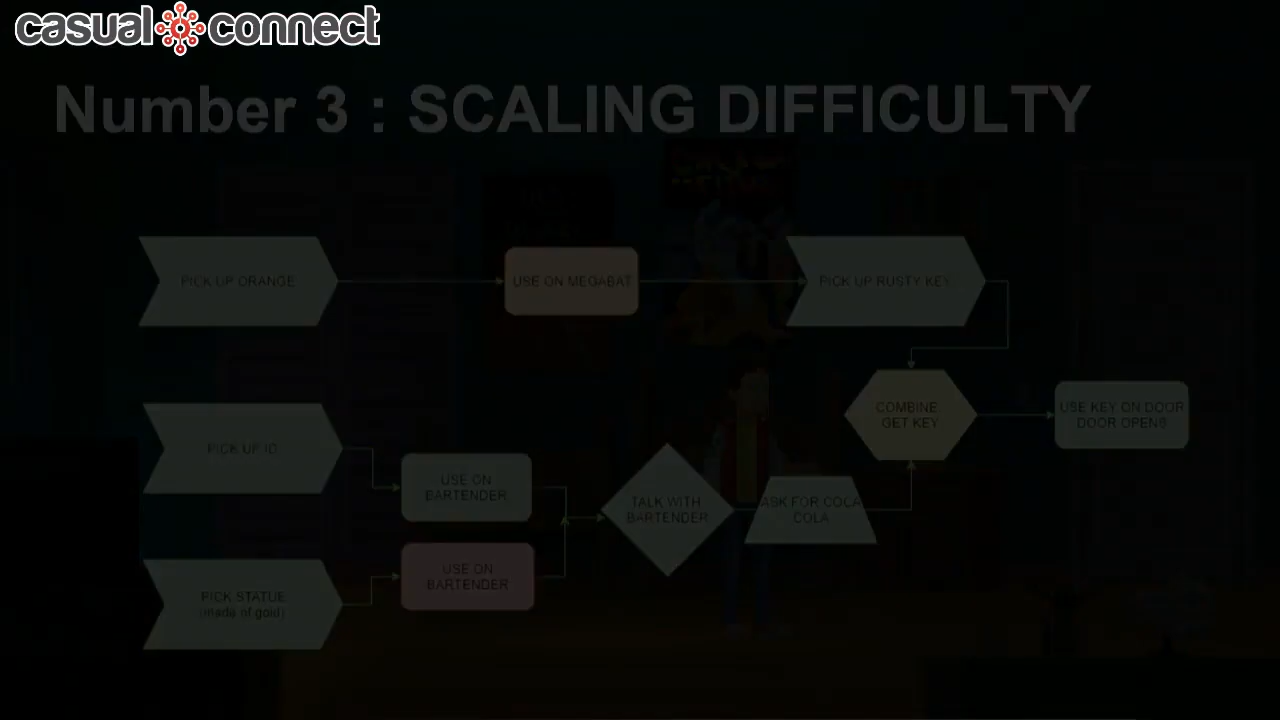 casual connect
Number 3 : SCALING DIFFICULTY
PICK UP ORANGE
USE ON MEGABAT
PICK UP RUSTY KEY
COMBINE,
GET KEY
USE KEY ON DOOR
DOOR OPENS
PICK UP ID
USE ON
BARTENDER
TALK WITH
BARTENDER
ASK FOR COLA
COLA
USE ON
BARTENDER
PICK STATUE
(made of gold)